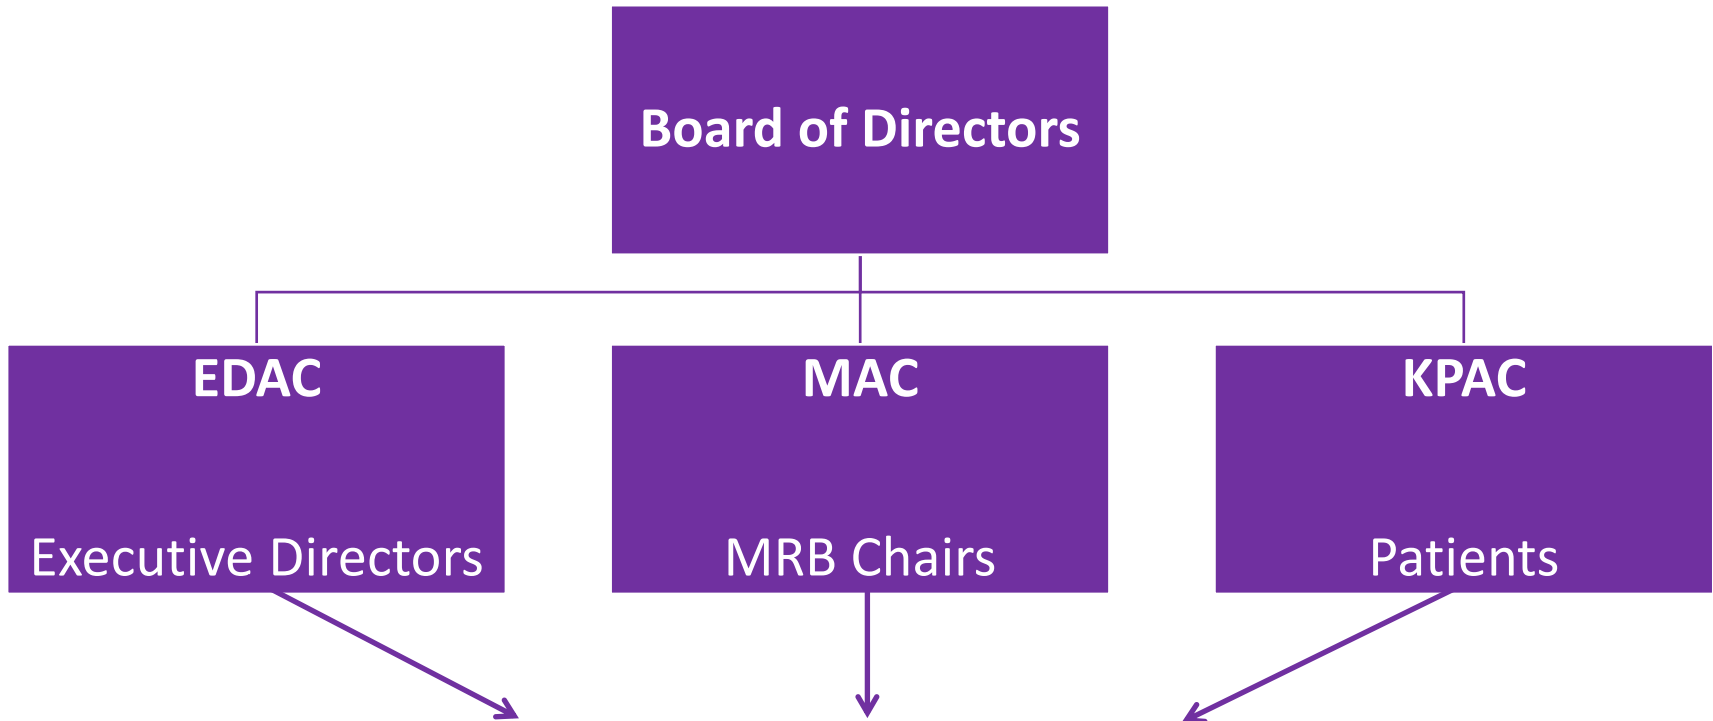 Board of Directors
EDAC
Executive Directors
MAC
MRB Chairs
KPAC
Patients